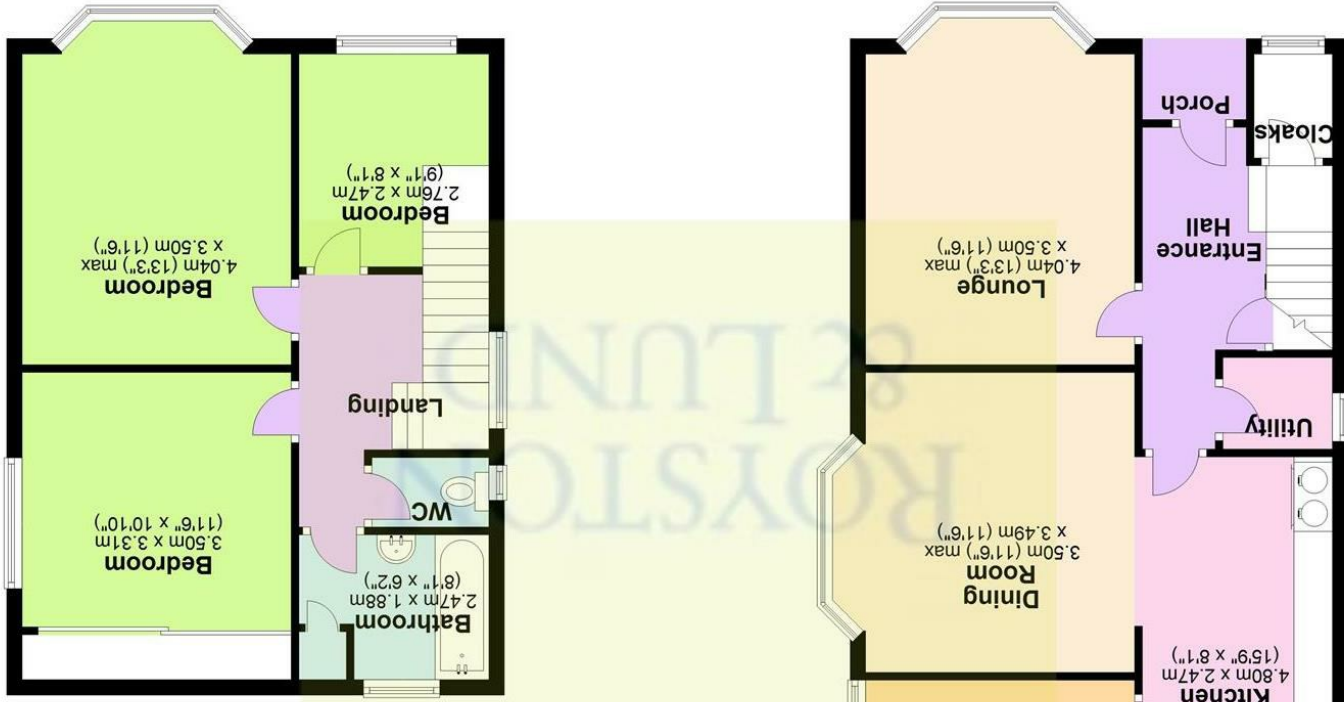 Kitchen
4.80m x 2.47m
(15'9" x 8'1")
Dining
Room
3.50m (11'6") max
x 3.49m (11'6")
Utility
Lounge
4.04m (13'3") max
x 3.50m (11'6")
Entrance
Hall
Cloaks
Porch
Bathroom
2.47m x 1.88m
(8'1" x 6'2")
WC
Bedroom
3.50m x 3.31m
(11'6" x 10'10")
Landing
Bedroom
4.04m (13'3") max
x 3.50m (11'6")
Bedroom
2.76m x 2.47m
(9'1" x 8'1")
ROYSTON
& LUND